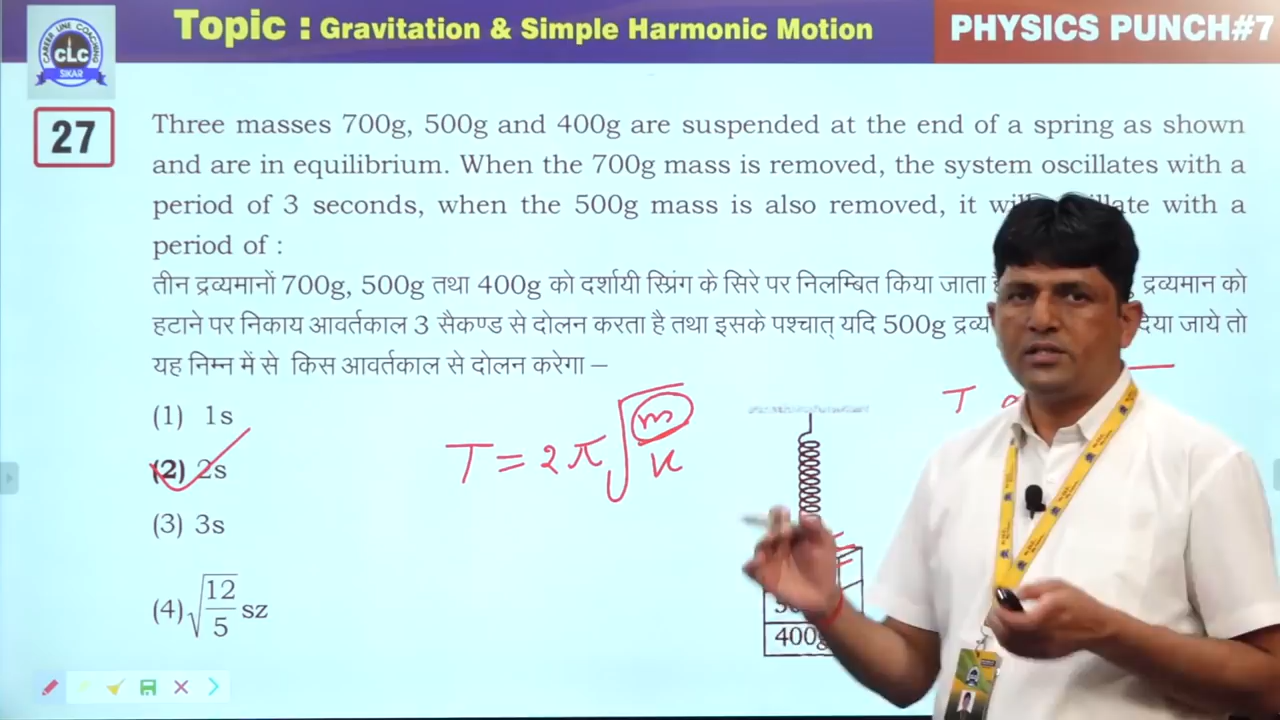 Topic : Gravitation & Simple Harmonic Motion
PHYSICS PUNCH#7
CAREER LINE COACHING
CLC
SIKAR
27
Three masses 700g, 500g and 400g are suspended at the end of a spring as shown
and are in equilibrium. When the 700g mass is removed, the system oscillates with a
period of 3 seconds, when the 500g mass is also removed, it with a
period of :
तीन द्रव्यमानों 700g, 500g तथा 400g को दर्शायी स्प्रिंग के सिरे पर निलम्बित किया जाता द्रव्यमान को
हटाने पर निकाय आवर्तकाल 3 सैकण्ड से दोलन करता है तथा इसके पश्चात् यदि 500g दिया जाये तो
यह निम्न में से किस आवर्तकाल से दोलन करेगा –
(1) 1s
(2) 2s
(3) 3s
(4) √12/5 sz
T = 2π√m/K
T
400g